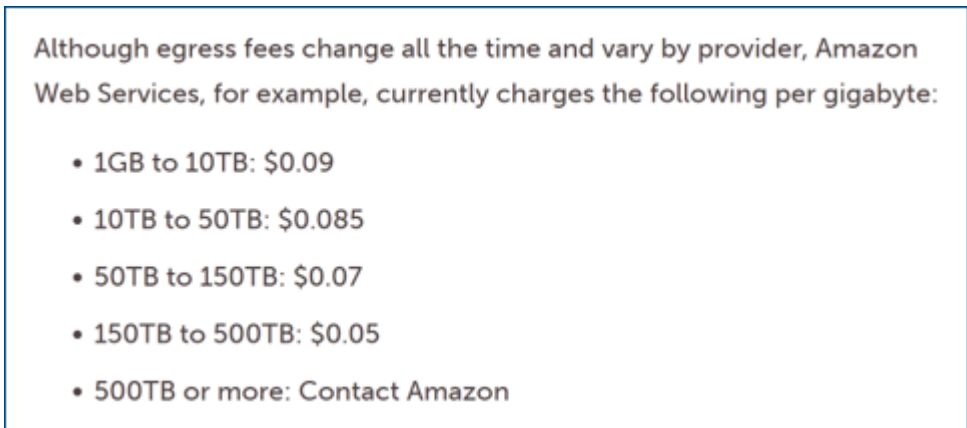 Although egress fees change all the time and vary by provider, Amazon
Web Services, for example, currently charges the following per gigabyte:
• 1GB to 10TB: $0.09
• 10TB to 50TB: $0.085
• 50TB to 150TB: $0.07
• 150TB to 500TB: $0.05
• 500TB or more: Contact Amazon